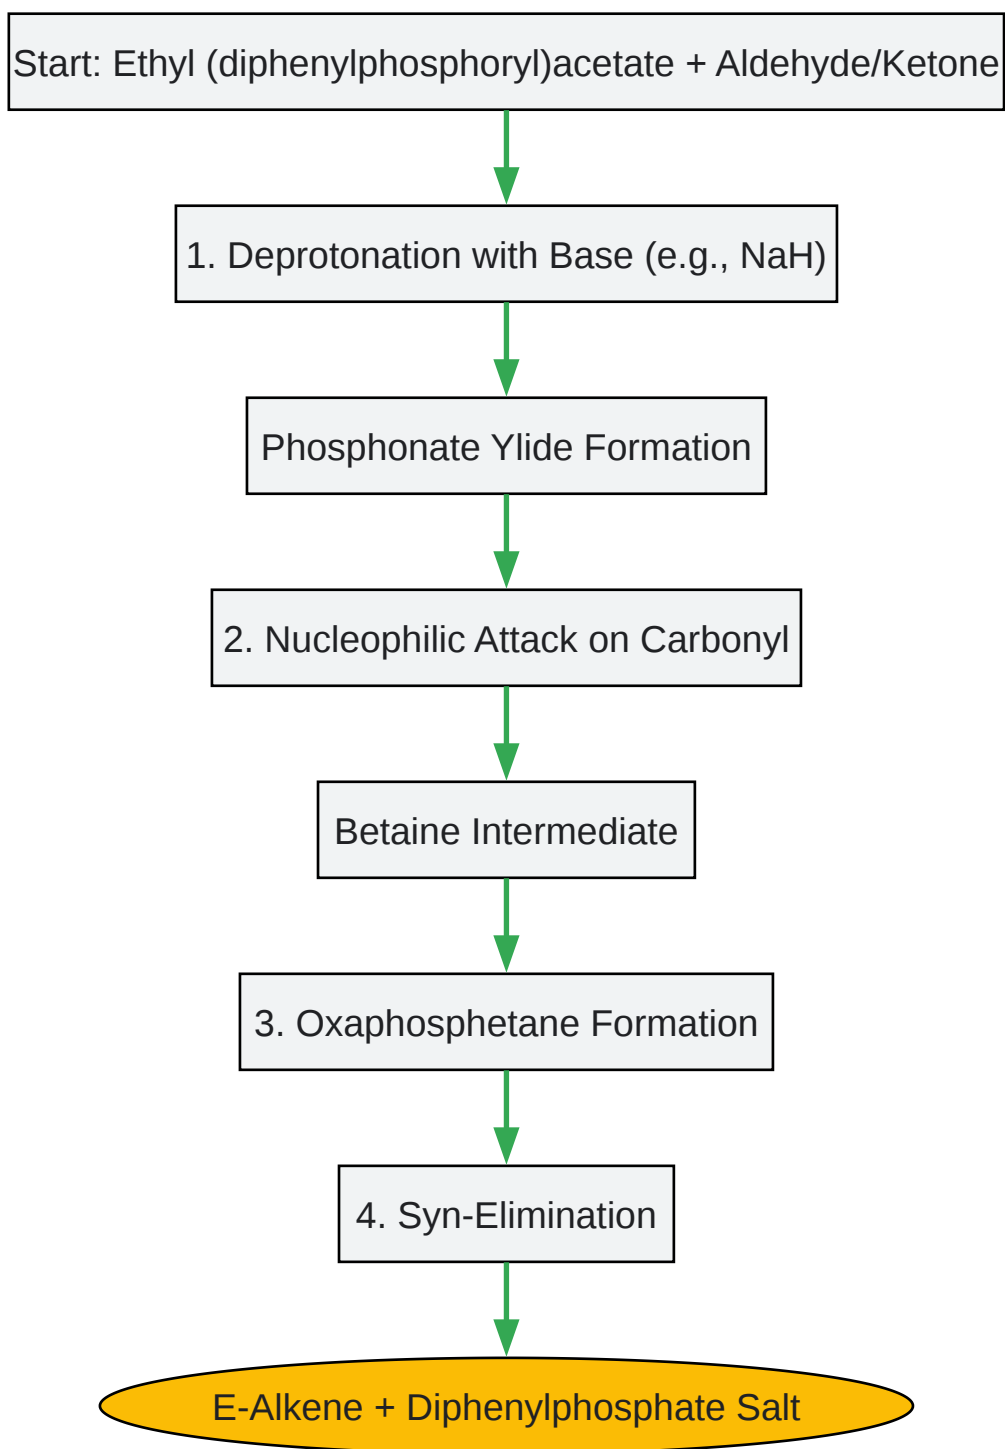 Start: Ethyl (diphenylphosphoryl)acetate + Aldehyde/Ketone
1. Deprotonation with Base (e.g., NaH)
Phosphonate Ylide Formation
2. Nucleophilic Attack on Carbonyl
Betaine Intermediate
3. Oxaphosphetane Formation
4. Syn-Elimination
E-Alkene + Diphenylphosphate Salt